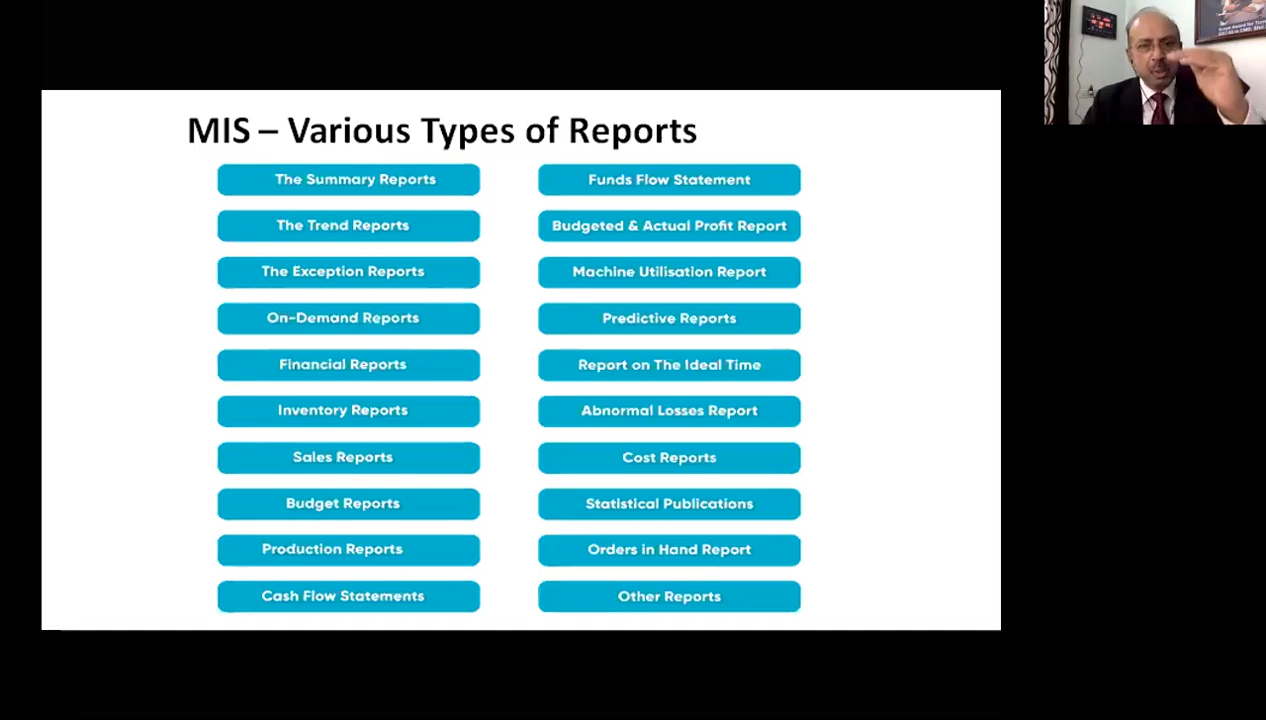 MIS – Various Types of Reports
The Summary Reports
The Trend Reports
The Exception Reports
On-Demand Reports
Financial Reports
Inventory Reports
Sales Reports
Budget Reports
Production Reports
Cash Flow Statements
Funds Flow Statement
Budgeted & Actual Profit Report
Machine Utilisation Report
Predictive Reports
Report on The Ideal Time
Abnormal Losses Report
Cost Reports
Statistical Publications
Orders in Hand Report
Other Reports